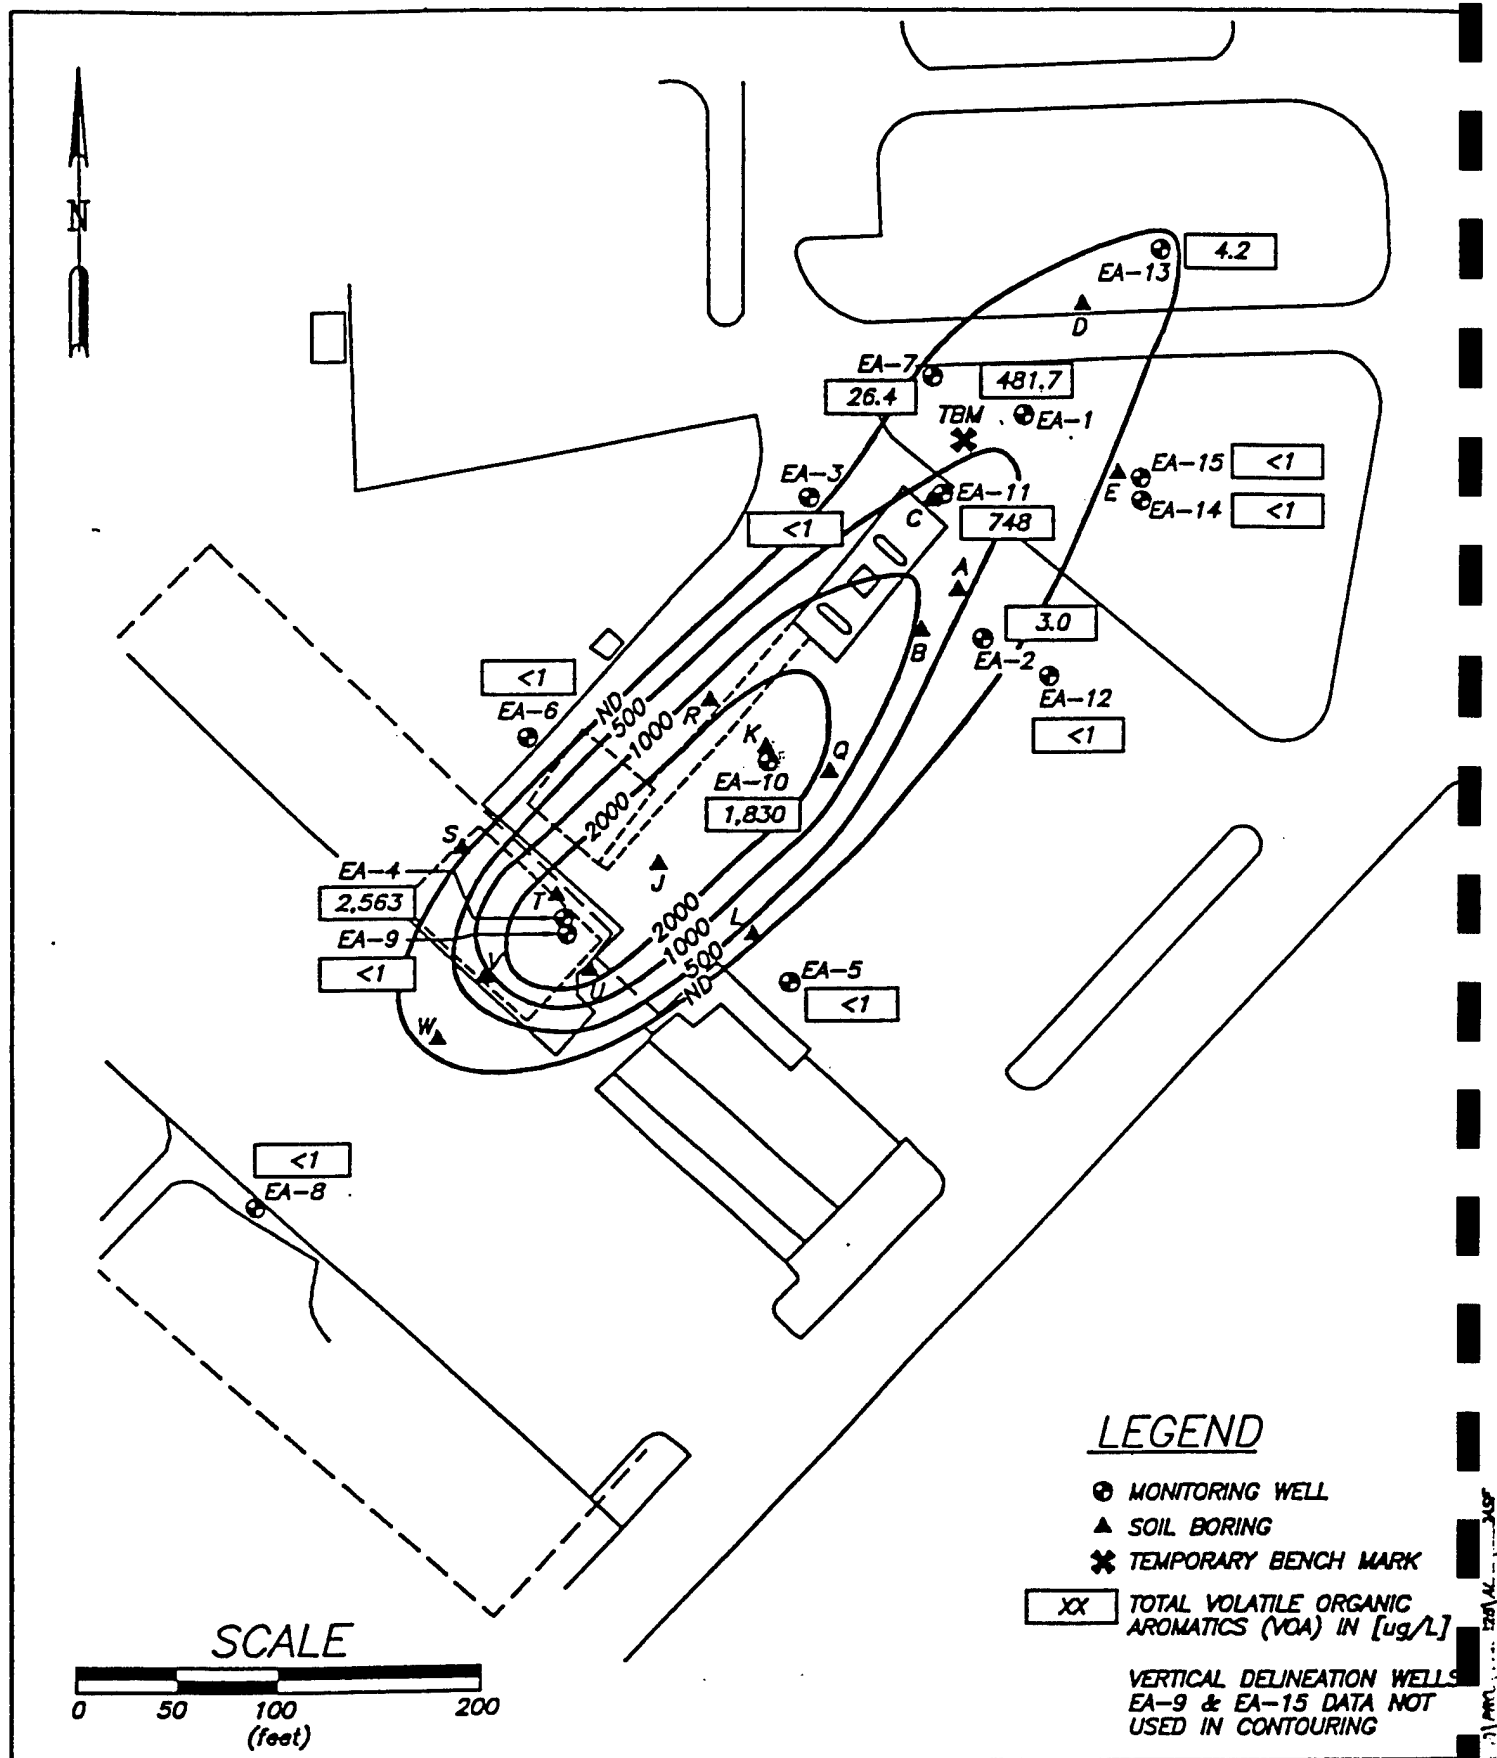 N
EA-13
4.2
D
EA-7
26.4
481.7
TBM
EA-1
EA-3
<1
EA-11
C
748
EA-15
<1
E
EA-14
<1
A
3.0
B
EA-2
EA-12
<1
<1
EA-6
ND
500
1000
2000
R
K
Q
EA-10
1,830
S
EA-4
2,563
T
EA-9
<1
J
L
2000
1000
500
ND
V
U
W
EA-5
<1
<1
EA-8
LEGEND
MONITORING WELL
SOIL BORING
TEMPORARY BENCH MARK
XX TOTAL VOLATILE ORGANIC
AROMATICS (VOA) IN [ug/L]
VERTICAL DELINEATION WELLS
EA-9 & EA-15 DATA NOT
USED IN CONTOURING
SCALE
0 50 100 200
(feet)